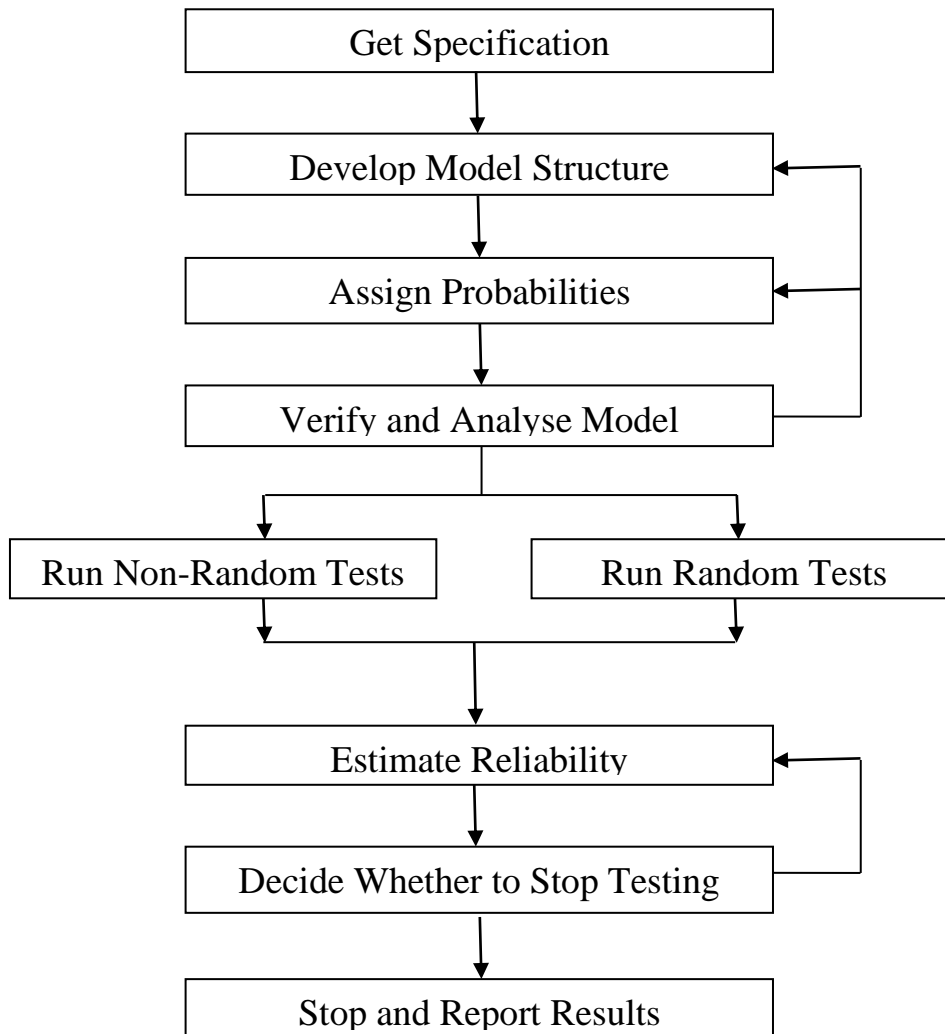 Get Specification
Develop Model Structure
Assign Probabilities
Verify and Analyse Model
Run Non-Random Tests
Run Random Tests
Estimate Reliability
Decide Whether to Stop Testing
Stop and Report Results